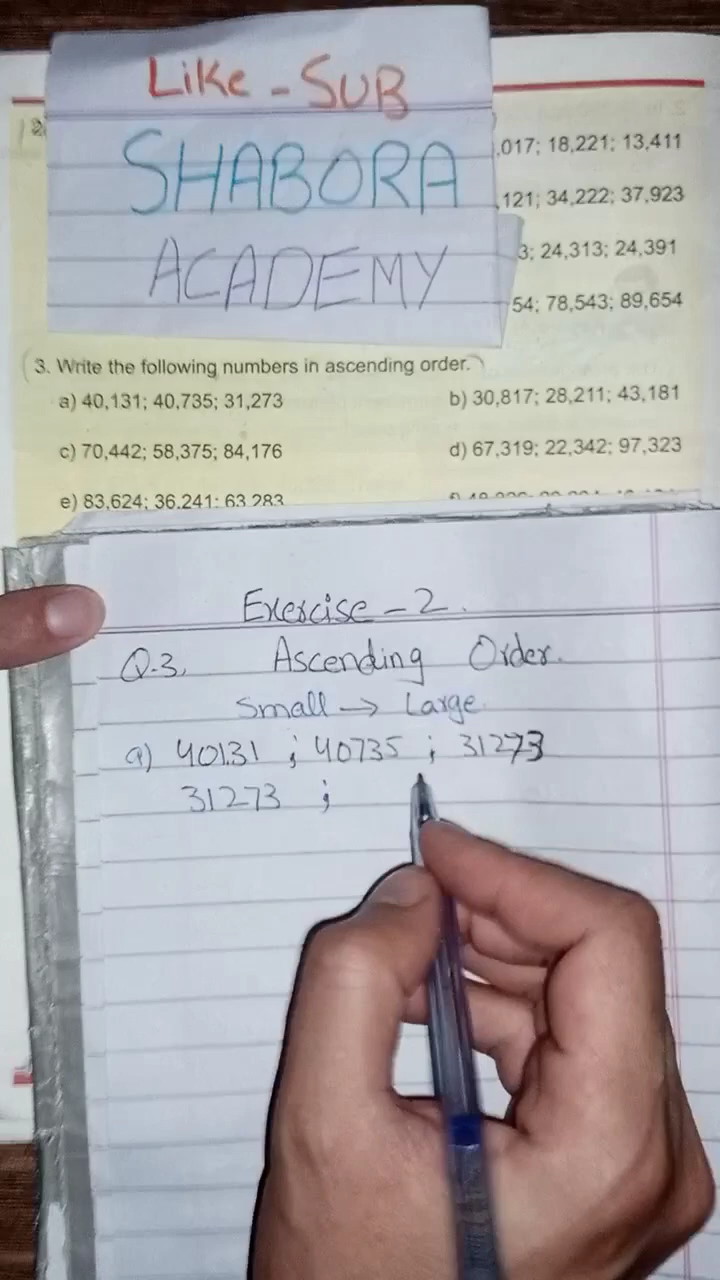 Like - SUB
SHABORA
ACADEMY
.017; 18,221; 13,411
121; 34,222; 37,923
3; 24,313; 24,391
54; 78,543; 89,654
3. Write the following numbers in ascending order.
a) 40,131; 40,735; 31,273
b) 30,817; 28,211; 43,181
c) 70,442; 58,375; 84,176
d) 67,319; 22,342; 97,323
e) 83,624; 36,241; 63,283
Exercise - 2.
Q.3. Ascending Order.
Small → Large
a) 40131 ; 40735 ; 31273
31273 ;